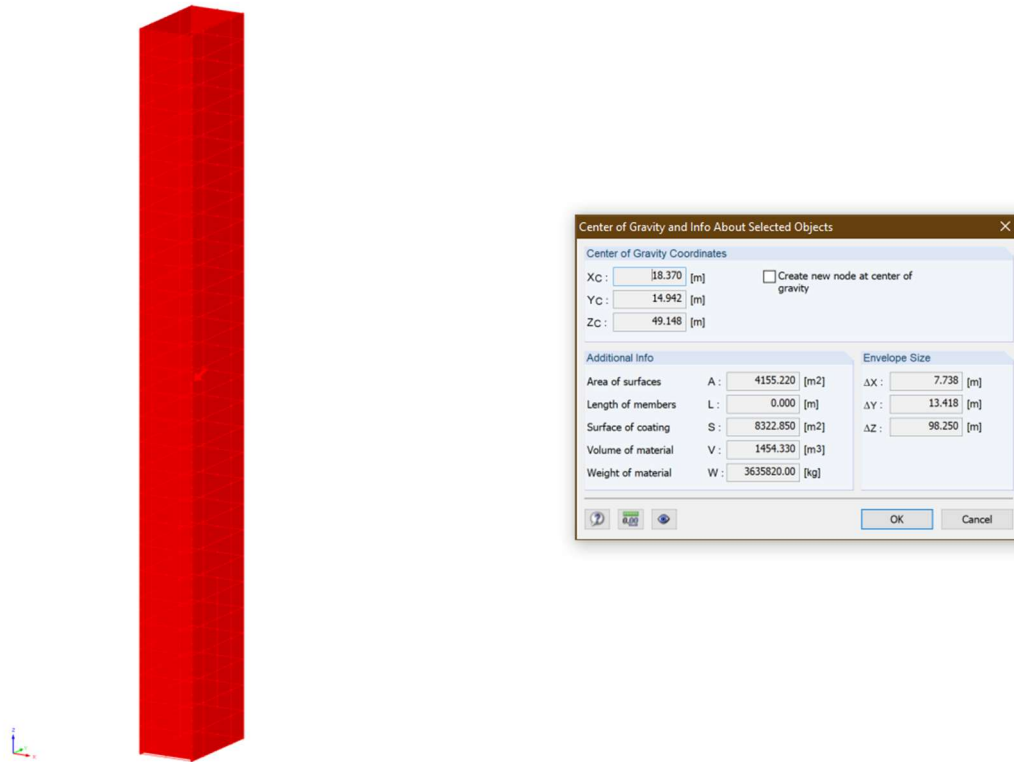 Center of Gravity and Info About Selected Objects
Center of Gravity Coordinates
XC : 18.370 [m] Create new node at center of
gravity
YC : 14.942 [m]
ZC : 49.148 [m]
Additional Info Envelope Size
Area of surfaces A : 4155.220 [m2] ΔX : 7.738 [m]
Length of members L : 0.000 [m] ΔY : 13.418 [m]
Surface of coating S : 8322.850 [m2] ΔZ : 98.250 [m]
Volume of material V : 1454.330 [m3]
Weight of material W : 3635820.00 [kg]
0.00 OK Cancel